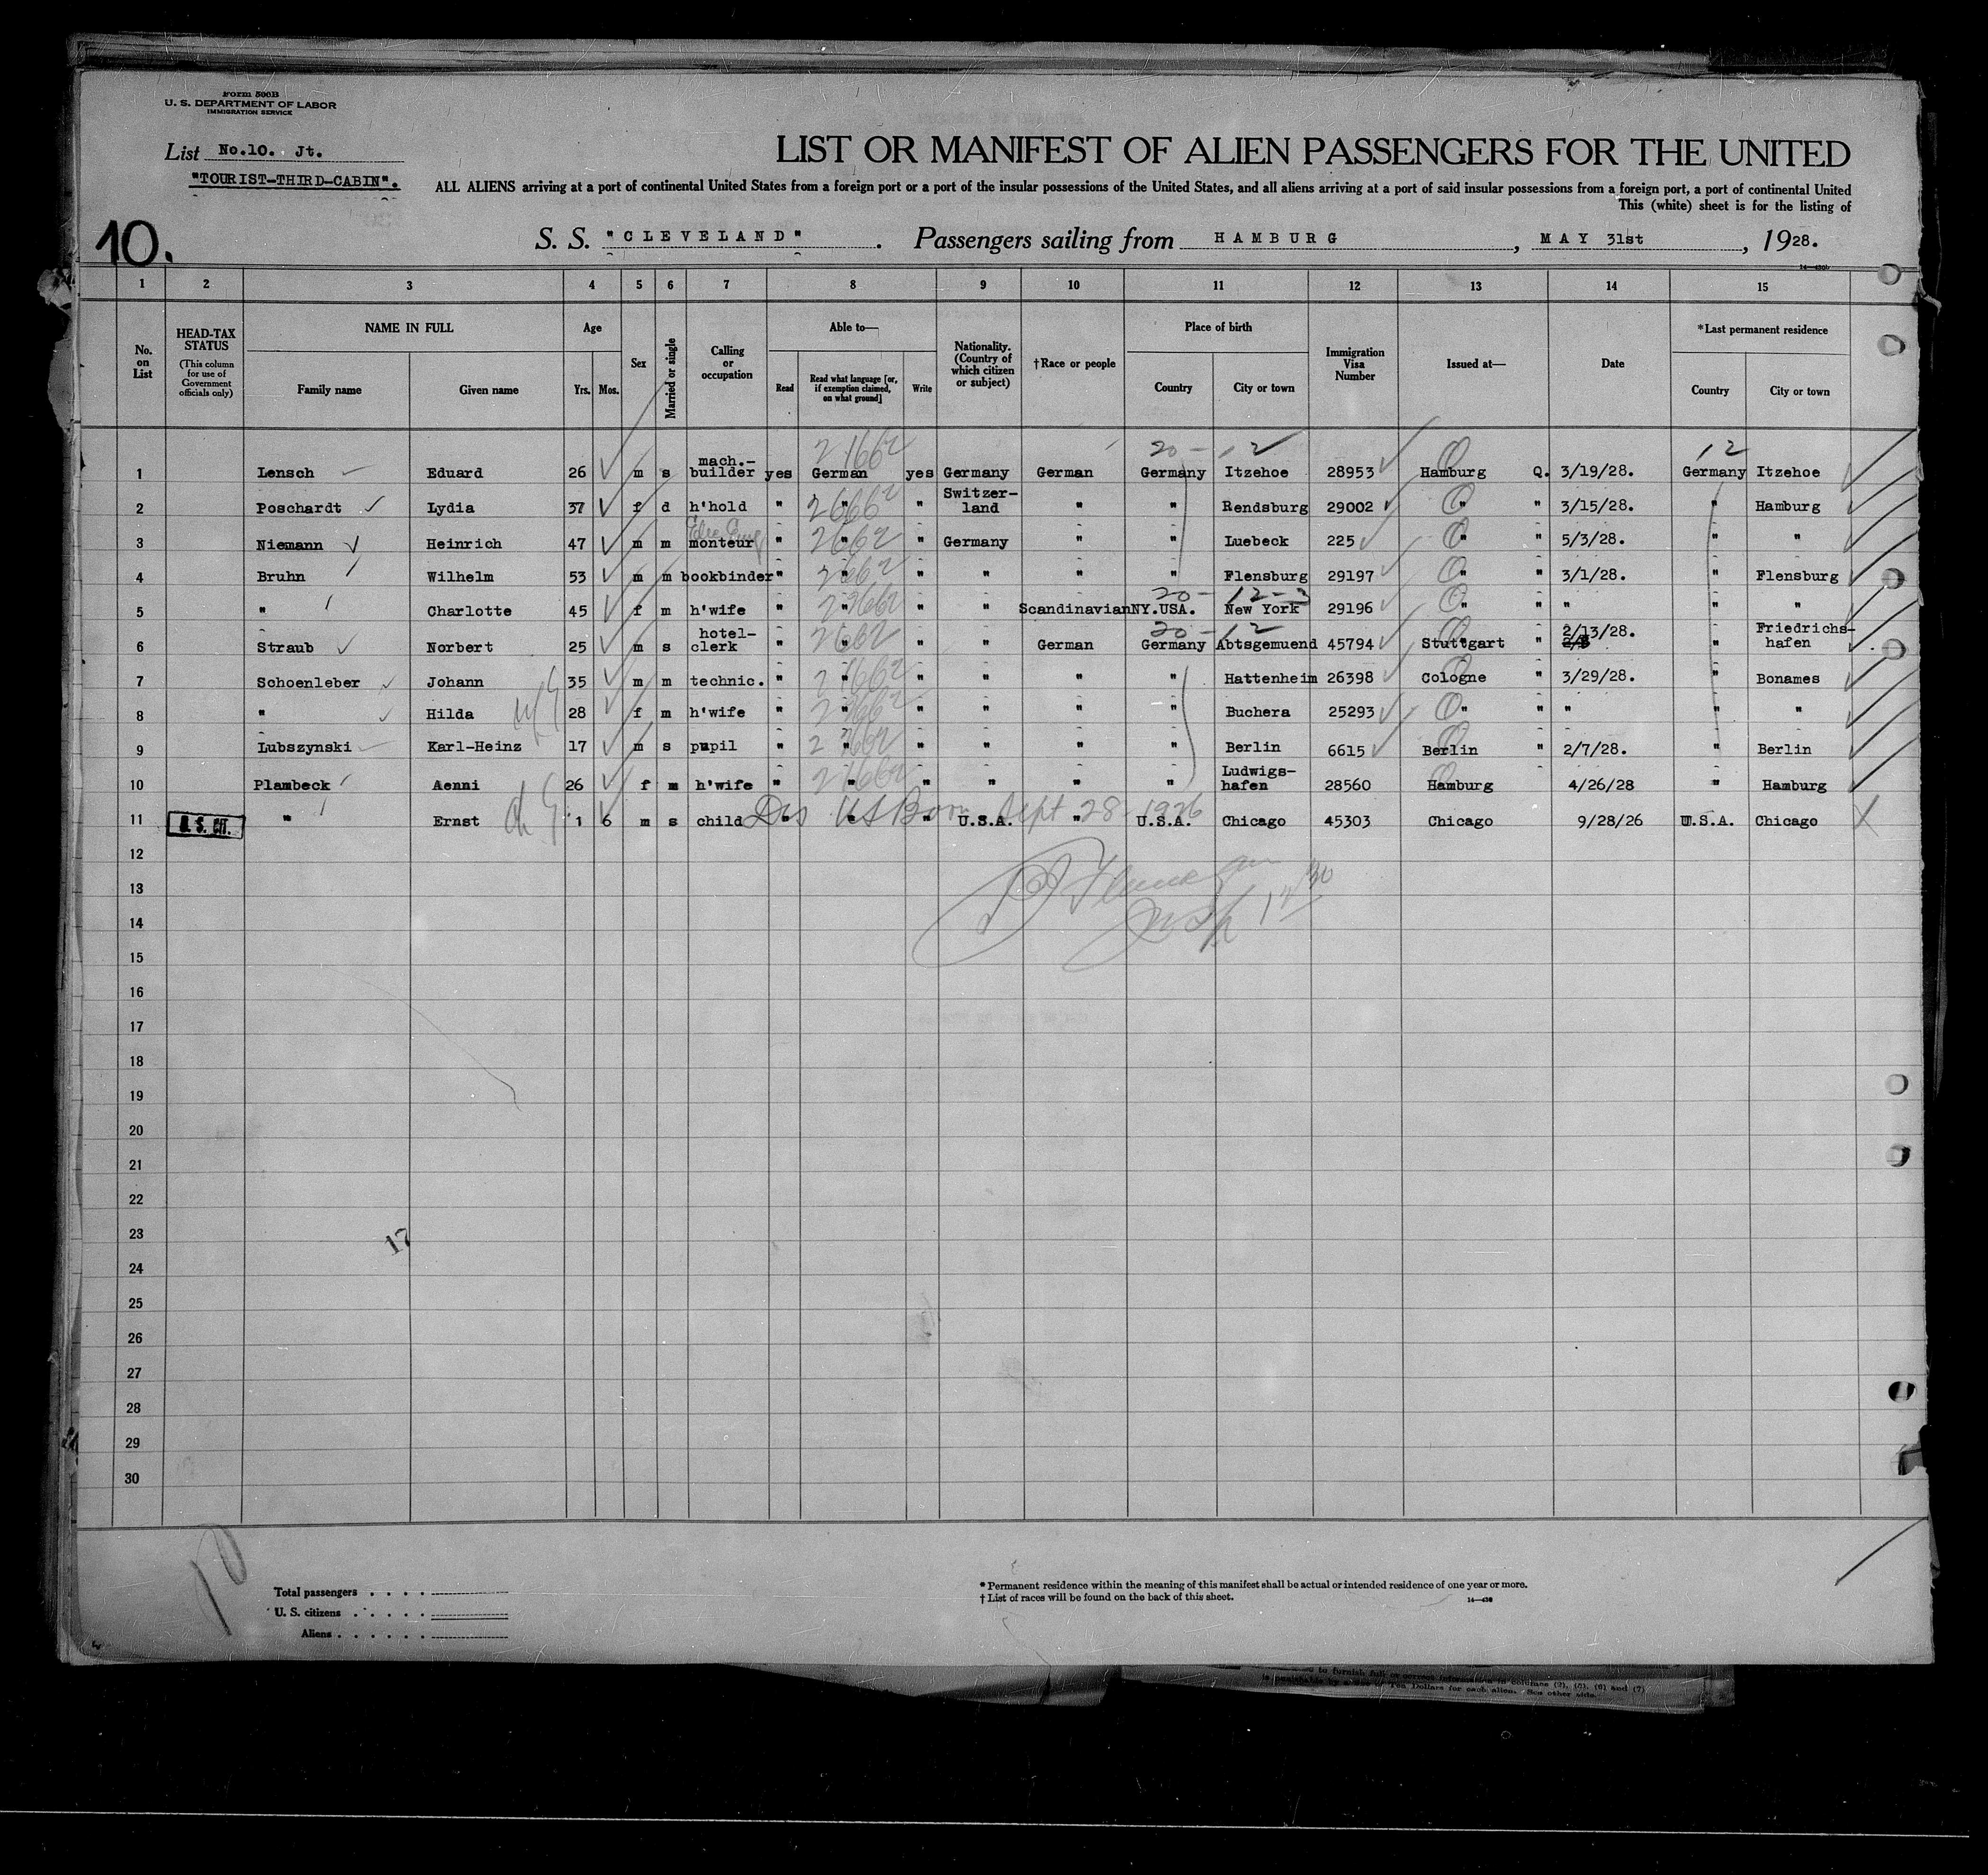 Form 500B
U. S. DEPARTMENT OF LABOR
IMMIGRATION SERVICE
List No.10. Jt.
"TOURIST-THIRD-CABIN".
LIST OR MANIFEST OF ALIEN PASSENGERS FOR THE UNITED
ALL ALIENS arriving at a port of continental United States from a foreign port or a port of the insular possessions of the United States, and all aliens arriving at a port of said insular possessions from a foreign port, a port of continental United
This (white) sheet is for the listing of
10.
S. S. "CLEVELAND". Passengers sailing from HAMBURG, MAY 31st, 1928.
1 2 3 4 5 6 7 8 9 10 11 12 13 14 15
No. on List
HEAD-TAX STATUS (This column for use of Government officials only)
NAME IN FULL
Family name Given name
Age
Yrs. Mos.
Sex
Married or single
Calling or occupation
Able to—
Read
Read what language [or, if exemption claimed, on what ground]
Write
Nationality. (Country of which citizen or subject)
†Race or people
Place of birth
Country City or town
Immigration Visa Number
Issued at—
Date
*Last permanent residence
Country City or town
20 - 12 12
1 Lensch Eduard 26 m s mach.-builder yes German yes Germany German Germany Itzehoe 28953 Hamburg Q. 3/19/28. Germany Itzehoe
2 Poschardt Lydia 37 f d h'hold " " " Switzer-land " " Rendsburg 29002 " " 3/15/28. " Hamburg
3 Niemann Heinrich 47 m m monteur " " " Germany " " Luebeck 225 " " 5/3/28. " "
4 Bruhn Wilhelm 53 m m bookbinder " " " " " " Flensburg 29197 " " 3/1/28. " Flensburg
20 - 12-3
5 " Charlotte 45 f m h'wife " " " " Scandinavian NY.USA. New York 29196 " " " " "
20 - 12
6 Straub Norbert 25 m s hotel-clerk " " " " German Germany Abtsgemuend 45794 Stuttgart " 2/13/28. " Friedrichs-hafen
7 Schoenleber Johann 35 m m technic. " " " " " " Hattenheim 26398 Cologne " 3/29/28. " Bonames
8 " Hilda 28 f m h'wife " " " " " " Buchera 25293 " " " " "
9 Lubszynski Karl-Heinz 17 m s pupil " " " " " " Berlin 6615 Berlin " 2/7/28. " Berlin
10 Plambeck Aenni 26 f m h'wife " " " " " " Ludwigs-hafen 28560 Hamburg 4/26/28 " Hamburg
11 U. S. CIT. " Ernst 1 6 m s child " " " U.S.A. " U.S.A. Chicago 45303 Chicago 9/28/26 U.S.A. Chicago
US Born Sept 28 - 1926
12
13
14
15
16
17
18
19
20
21
22
23
17
24
25
26
27
28
29
30
10
Total passengers
U. S. citizens
Aliens
* Permanent residence within the meaning of this manifest shall be actual or intended residence of one year or more.
† List of races will be found on the back of this sheet.
14—430